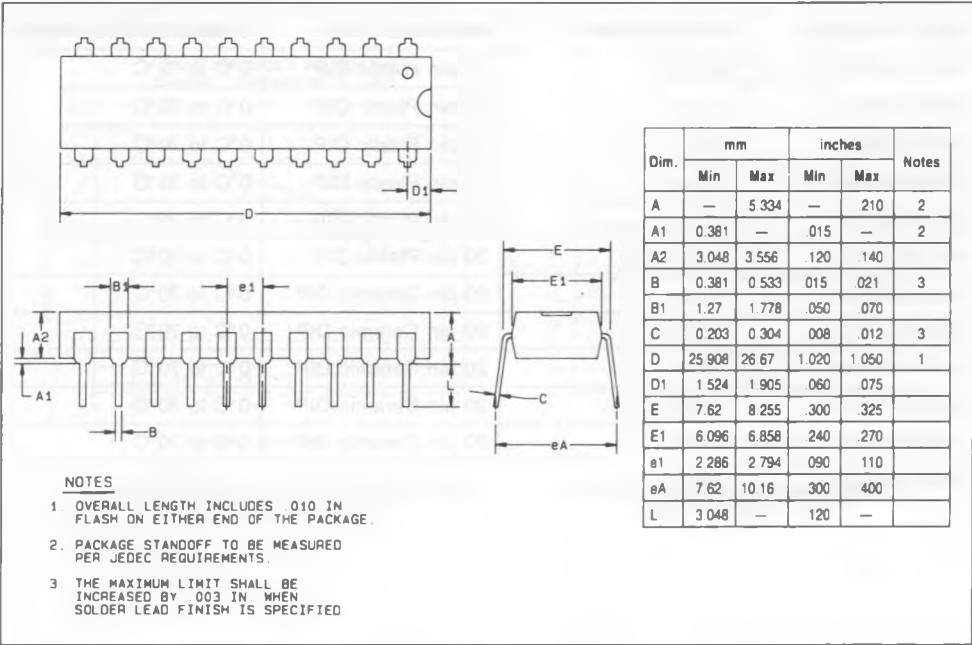 D1
D
B1
e1
A2
A
A1
L
B
E
E1
C
eA
Dim. mm inches Notes
Min Max Min Max
A — 5.334 — .210 2
A1 0.381 — .015 — 2
A2 3.048 3.556 .120 .140
B 0.381 0.533 .015 .021 3
B1 1.27 1.778 .050 .070
C 0.203 0.304 .008 .012 3
D 25.908 26.67 1.020 1.050 1
D1 1.524 1.905 .060 .075
E 7.62 8.255 .300 .325
E1 6.096 6.858 .240 .270
e1 2.286 2.794 .090 .110
eA 7.62 10.16 .300 .400
L 3.048 — .120 —
NOTES
1. OVERALL LENGTH INCLUDES .010 IN
FLASH ON EITHER END OF THE PACKAGE.
2. PACKAGE STANDOFF TO BE MEASURED
PER JEDEC REQUIREMENTS.
3 THE MAXIMUM LIMIT SHALL BE
INCREASED BY .003 IN WHEN
SOLDER LEAD FINISH IS SPECIFIED